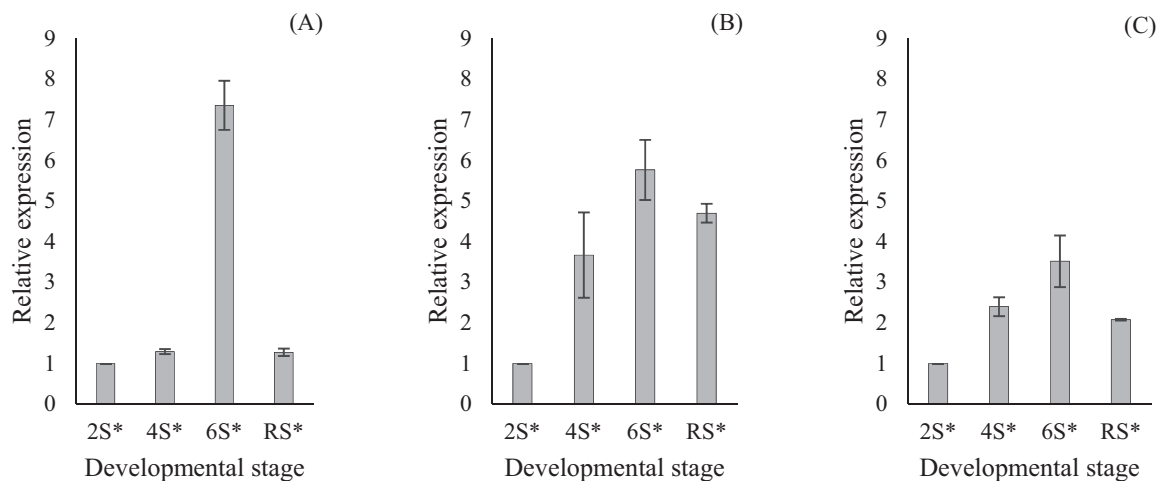 (A)
Relative expression
9
8
7
6
5
4
3
2
1
0
2S* 4S* 6S* RS*
Developmental stage
(B)
Relative expression
9
8
7
6
5
4
3
2
1
0
2S* 4S* 6S* RS*
Developmental stage
(C)
Relative expression
9
8
7
6
5
4
3
2
1
0
2S* 4S* 6S* RS*
Developmental stage